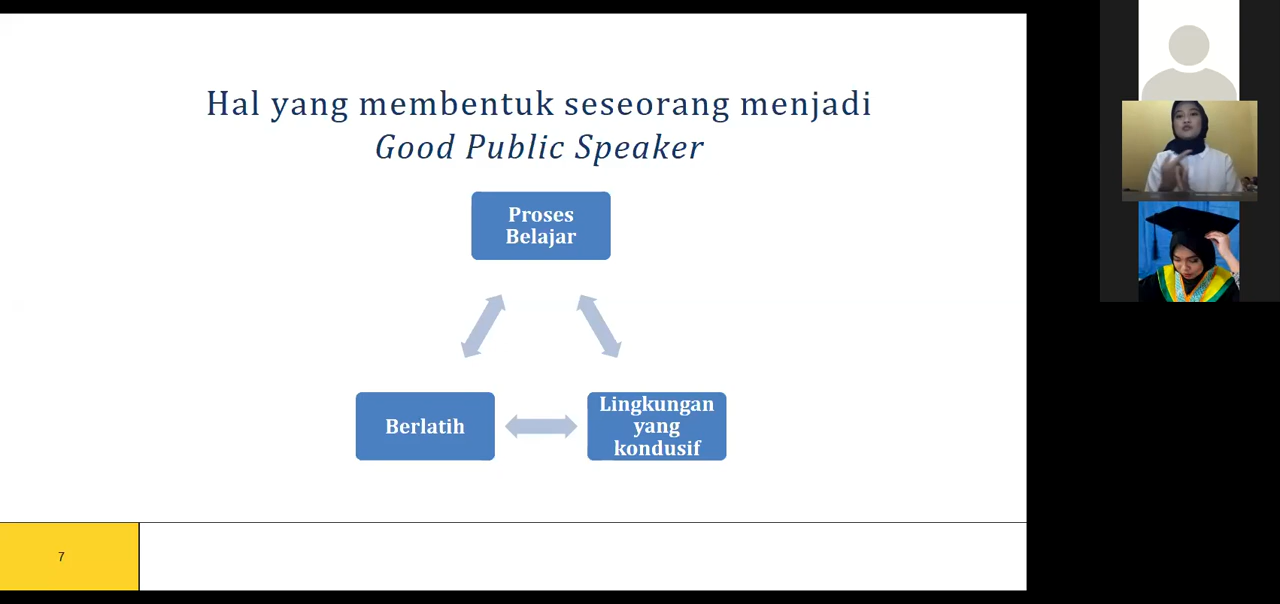 Hal yang membentuk seseorang menjadi
Good Public Speaker
Proses
Belajar
Berlatih
Lingkungan
yang
kondusif
7